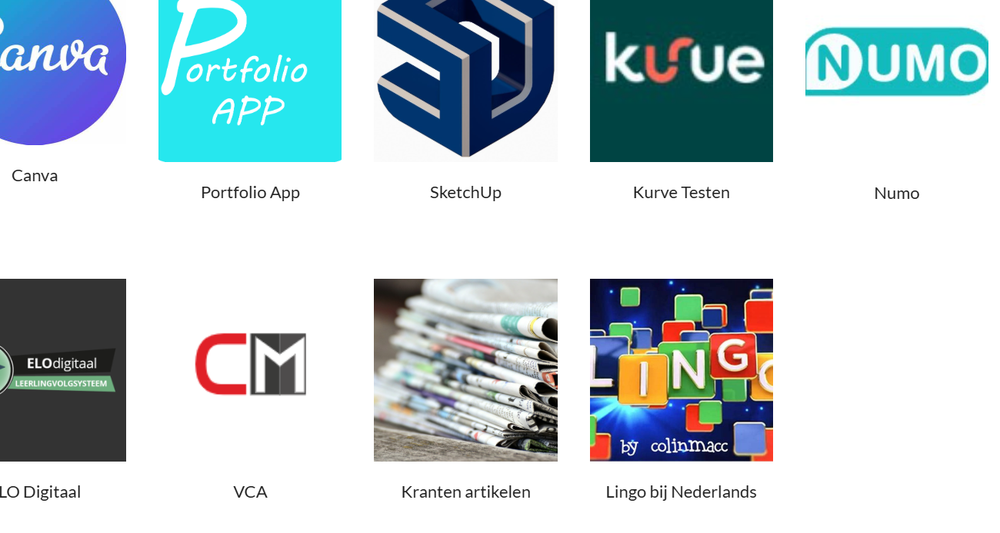 anva
Portfolio
APP
kurve
NUMO
Canva
Portfolio App
SketchUp
Kurve Testen
Numo
ELOdigitaal
LEERLINGVOLGSYSTEEM
CM
LINGO
by colinmacc
LO Digitaal
VCA
Kranten artikelen
Lingo bij Nederlands